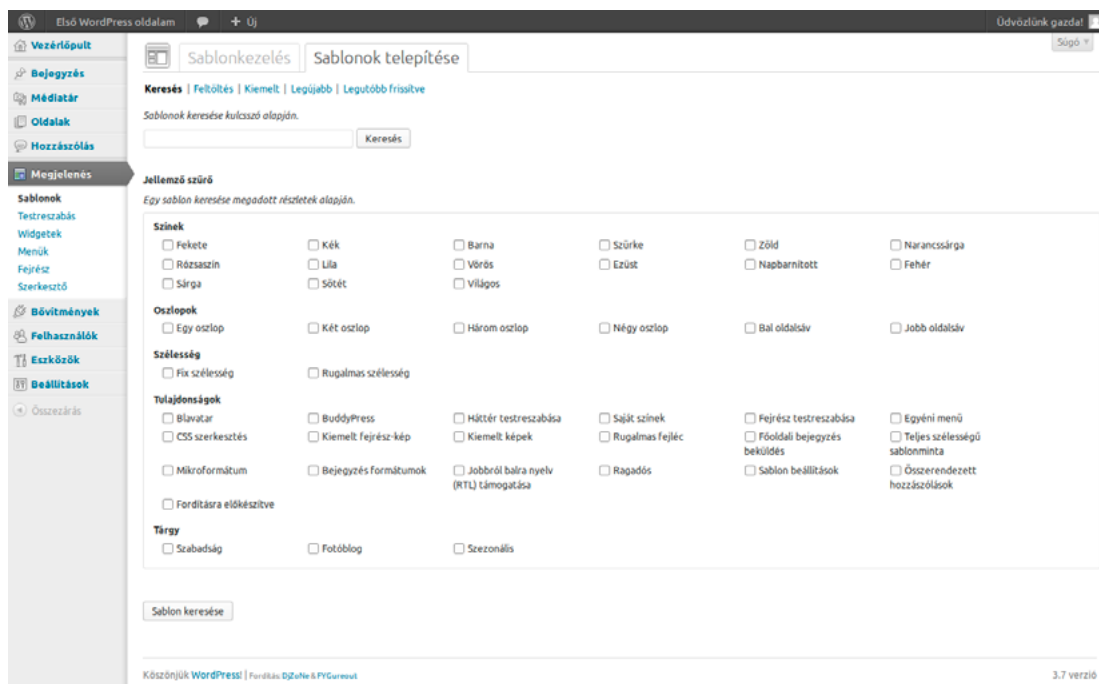 Első WordPress oldalam + Új Üdvözlünk gazda!
Vezérlőpult
Bejegyzés
Médiatár
Oldalak
Hozzászólás
Megjelenés
Sablonok
Testreszabás
Widgetek
Menük
Fejrész
Szerkesztő
Bővítmények
Felhasználók
Eszközök
Beállítások
Összezárás
Súgó
Sablonkezelés Sablonok telepítése
Keresés | Feltöltés | Kiemelt | Legújabb | Legutóbb frissítve
Sablonok keresése kulcsszó alapján.
Keresés
Jellemző szűrő
Egy sablon keresése megadott részletek alapján.
Színek
Fekete Kék Barna Szürke Zöld Narancssárga
Rózsaszín Lila Vörös Ezüst Napbarnított Fehér
Sárga Sötét Világos
Oszlopok
Egy oszlop Két oszlop Három oszlop Négy oszlop Bal oldalsáv Jobb oldalsáv
Szélesség
Fix szélesség Rugalmas szélesség
Tulajdonságok
Blavatar BuddyPress Háttér testreszabása Saját színek Fejrész testreszabása Egyéni menü
CSS szerkesztés Kiemelt fejrész-kép Kiemelt képek Rugalmas fejléc Főoldali bejegyzés Teljes szélességű
beküldés sablonminta
Mikroformátum Bejegyzés formátumok Jobbról balra nyelv Ragadós Sablon beállítások Összerendezett
(RTL) támogatása hozzászólások
Fordításra előkészítve
Tárgy
Szabadság Fotóblog Szezonális
Sablon keresése
Köszönjük WordPress! | Fordítás: DjZoNe & FYGureout 3.7 verzió